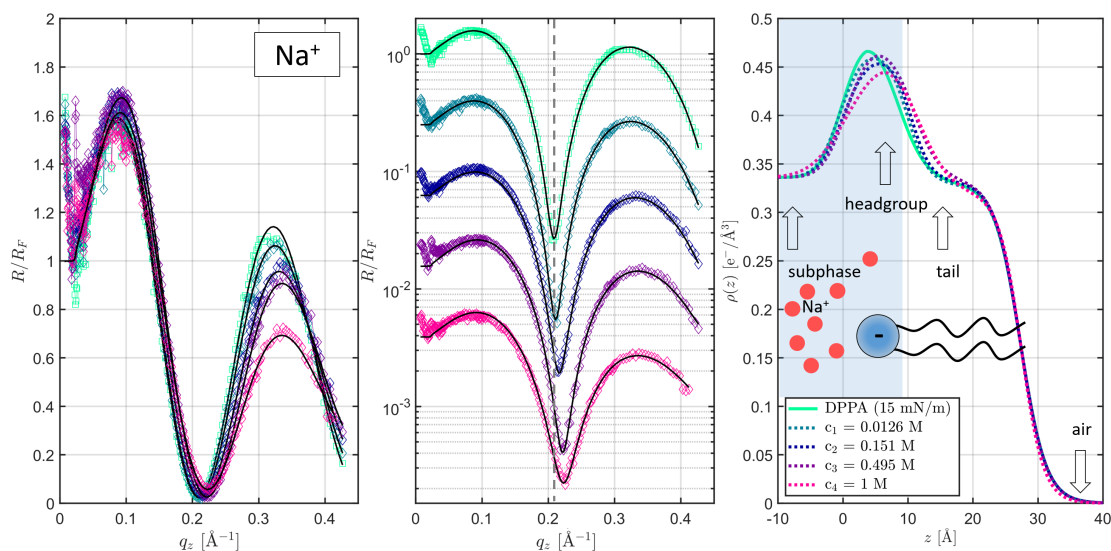 Na⁺
R/R_F
2
1.8
1.6
1.4
1.2
1
0.8
0.6
0.4
0.2
0
0 0.1 0.2 0.3 0.4
q_z [Å⁻¹]
R/R_F
10⁰
10⁻¹
10⁻²
10⁻³
0 0.1 0.2 0.3 0.4
q_z [Å⁻¹]
ρ(z) [e⁻/Å³]
0.5
0.45
0.4
0.35
0.3
0.25
0.2
0.15
0.1
0.05
0
headgroup
subphase
tail
Na⁺
-
air
DPPA (15 mN/m)
c₁ = 0.0126 M
c₂ = 0.151 M
c₃ = 0.495 M
c₄ = 1 M
-10 0 10 20 30 40
z [Å]